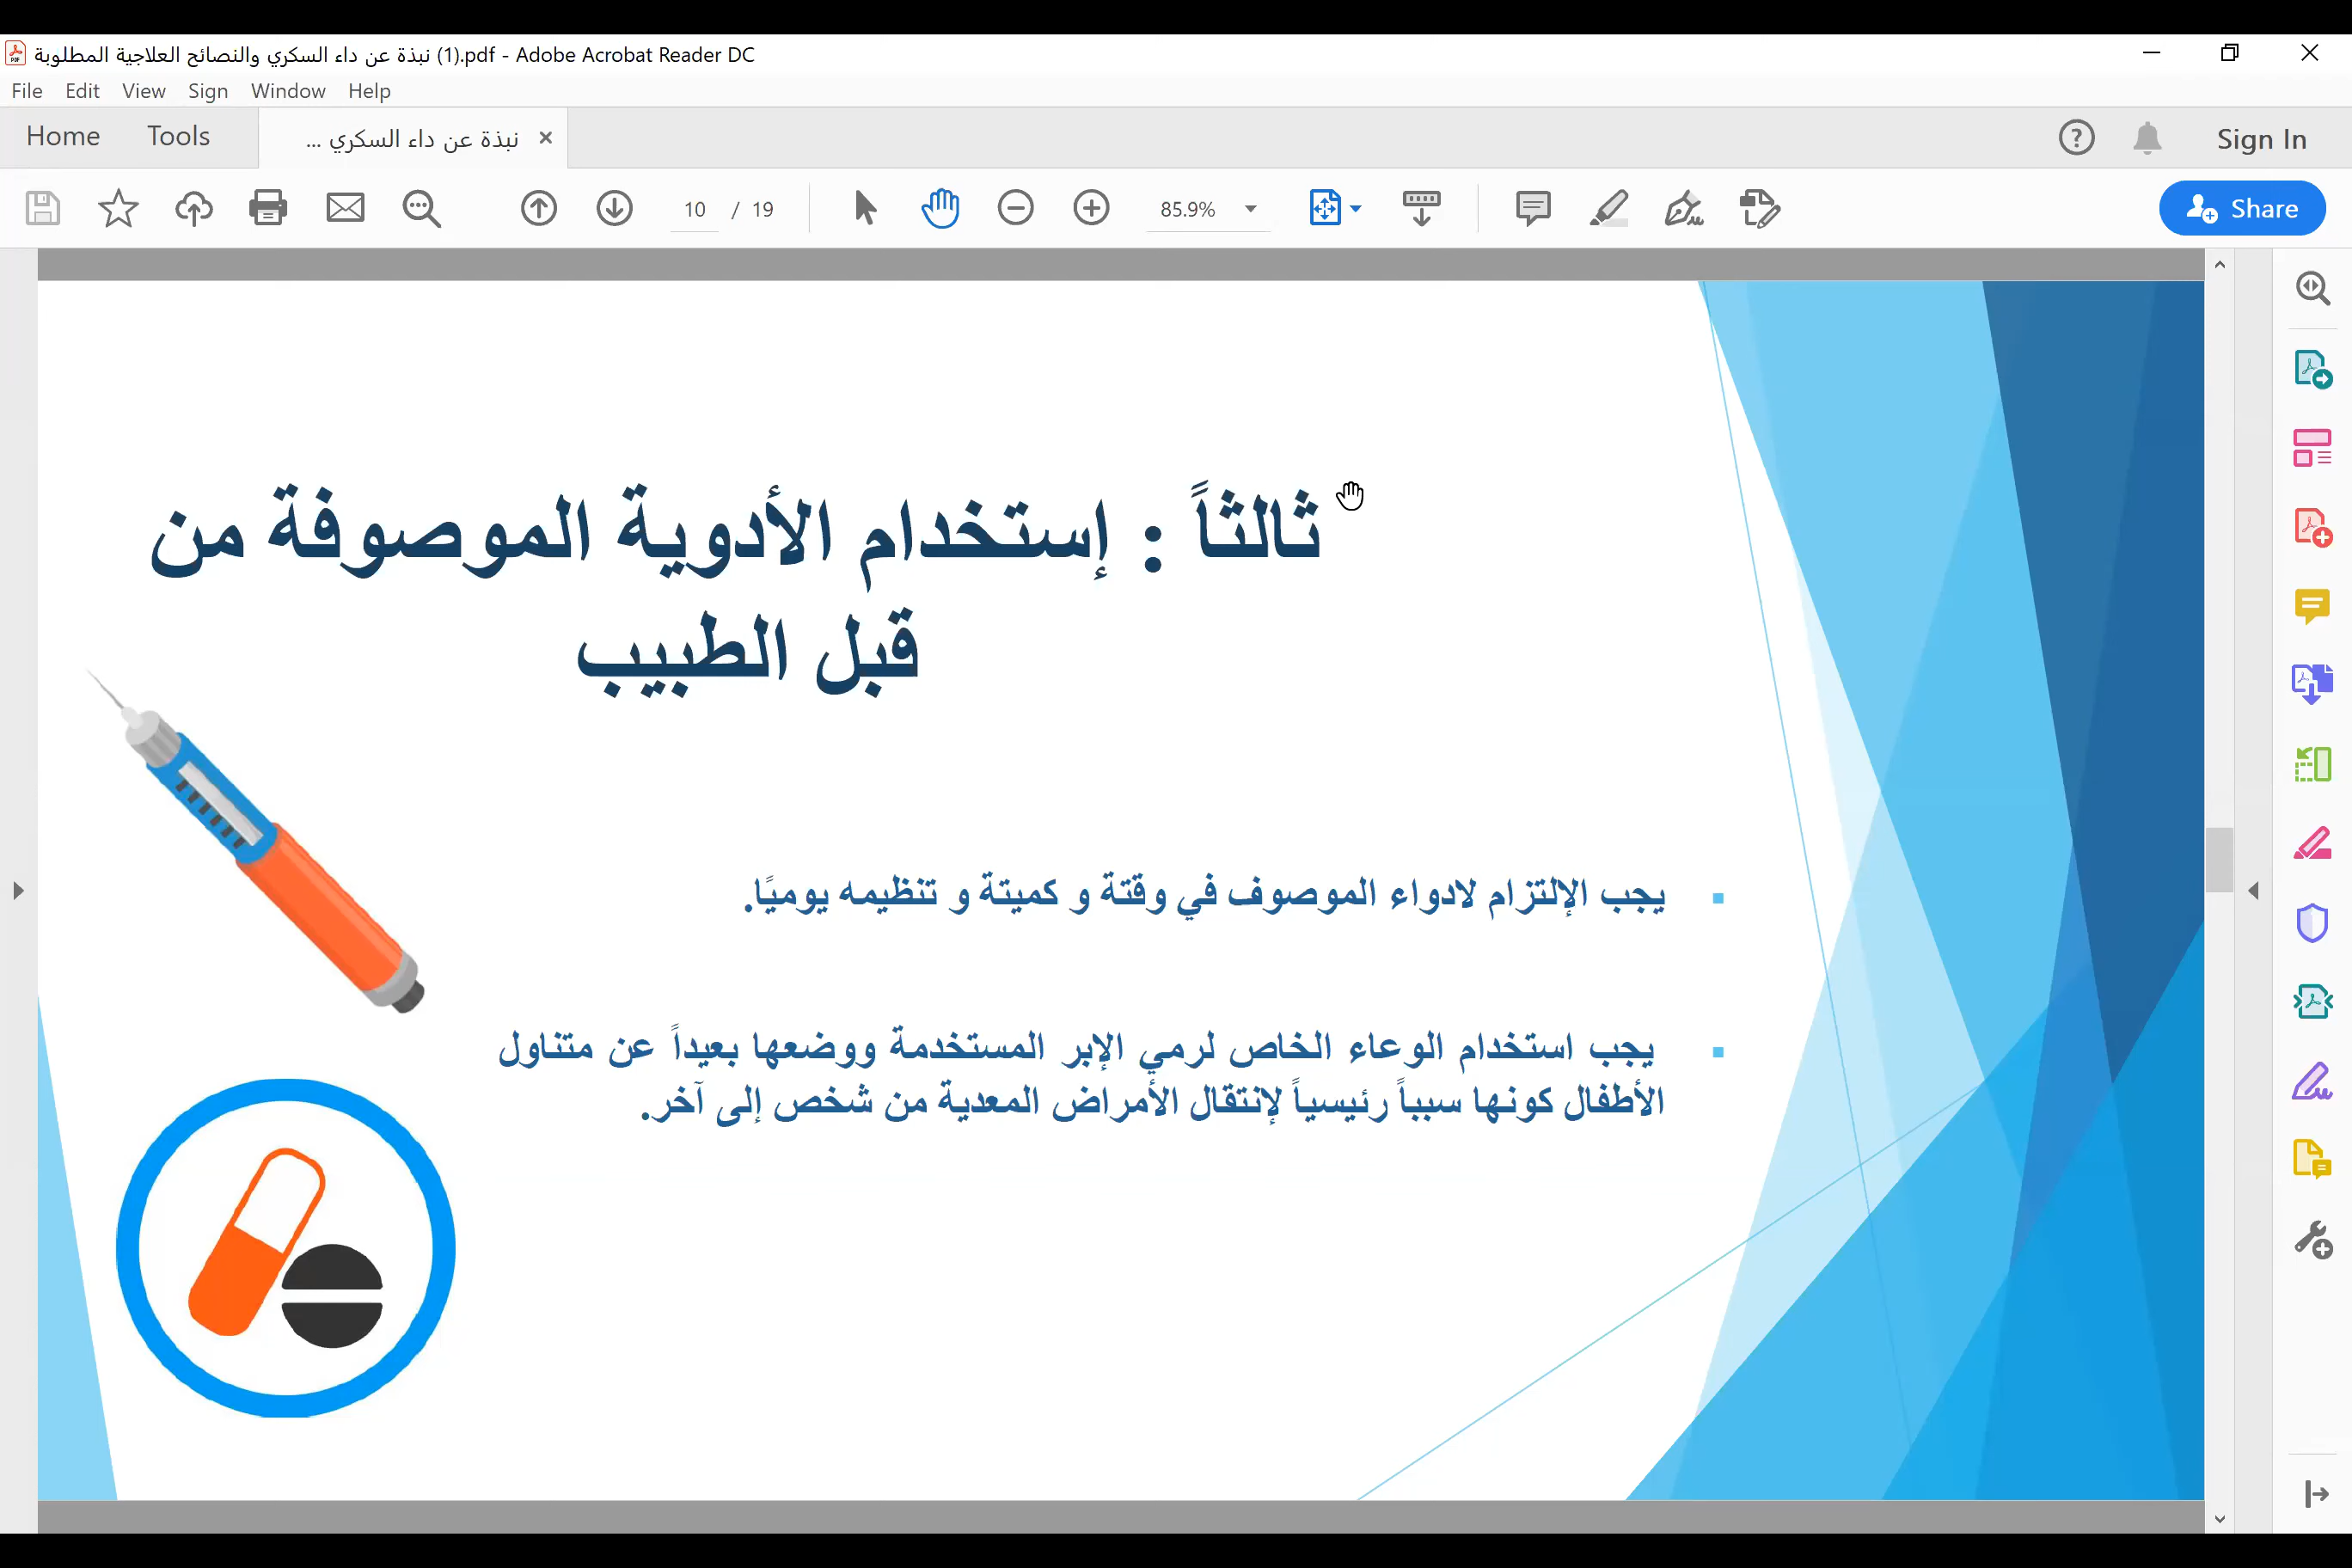 نبذة عن داء السكري والنصائح العلاجية المطلوبة (1).pdf - Adobe Acrobat Reader DC
File Edit View Sign Window Help
Home Tools نبذة عن داء السكري ... Sign In
10 / 19 85.9% Share
ثالثاً : إستخدام الأدوية الموصوفة من
قبل الطبيب
يجب الإلتزام لادواء الموصوف في وقتة و كميتة و تنظيمه يوميًا.
يجب استخدام الوعاء الخاص لرمي الإبر المستخدمة ووضعها بعيداً عن متناول
الأطفال كونها سبباً رئيسياً لإنتقال الأمراض المعدية من شخص إلى آخر.